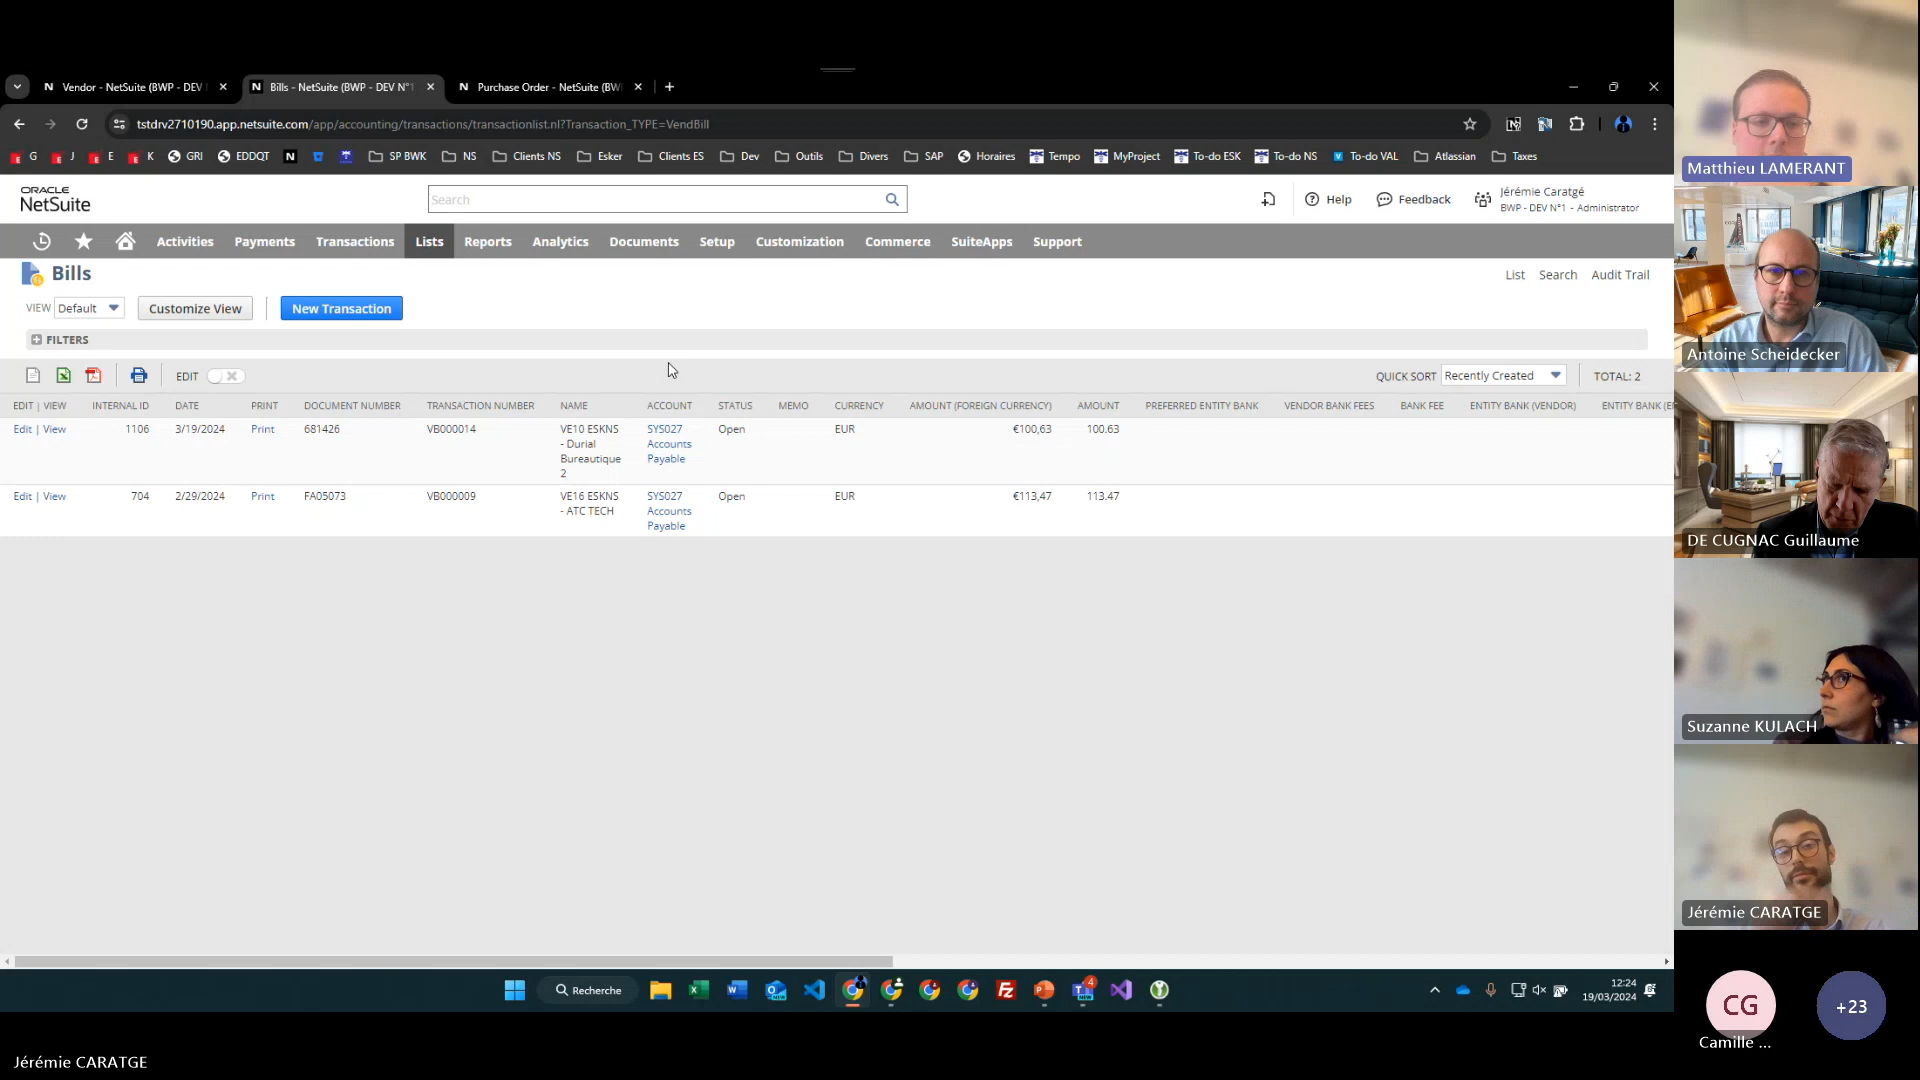 Vendor - NetSuite (BWP - DEV
Bills - NetSuite (BWP - DEV N°1
Purchase Order - NetSuite (BW
tstdrv2710190.app.netsuite.com/app/accounting/transactions/transactionlist.nl?Transaction_TYPE=VendBill
G J E K GRI EDDQT SP BWK NS Clients NS Esker Clients ES Dev Outils Divers SAP Horaires Tempo MyProject To-do ESK To-do NS To-do VAL Atlassian Taxes
ORACLE
NetSuite
Search
Help
Feedback
Jérémie Caratgé
BWP - DEV N°1 - Administrator
Activities Payments Transactions Lists Reports Analytics Documents Setup Customization Commerce SuiteApps Support
Bills
List Search Audit Trail
VIEW Default Customize View New Transaction
FILTERS
EDIT
QUICK SORT Recently Created TOTAL: 2
EDIT | VIEW INTERNAL ID DATE PRINT DOCUMENT NUMBER TRANSACTION NUMBER NAME ACCOUNT STATUS MEMO CURRENCY AMOUNT (FOREIGN CURRENCY) AMOUNT PREFERRED ENTITY BANK VENDOR BANK FEES BANK FEE ENTITY BANK (VENDOR) ENTITY BANK (E
Edit | View 1106 3/19/2024 Print 681426 VB000014 VE10 ESKNS SYS027 Open EUR €100,63 100.63
- Durial Accounts
Bureautique Payable
2
Edit | View 704 2/29/2024 Print FA05073 VB000009 VE16 ESKNS SYS027 Open EUR €113,47 113.47
- ATC TECH Accounts
Payable
Recherche
4
12:24
19/03/2024
Matthieu LAMERANT
Antoine Scheidecker
DE CUGNAC Guillaume
Suzanne KULACH
Jérémie CARATGE
CG
Camille ...
+23
Jérémie CARATGE